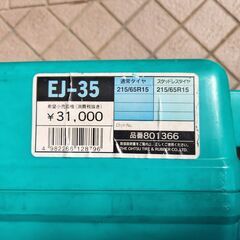 EJ-35
通常タイヤ
スタッドレスタイヤ
215/65R15
215/65R15
希望小売価格(消費税抜き)
¥31,000
品番801366
THE OHTSU TIRE & RUBBER CO.,LTD.
4 982266 128796